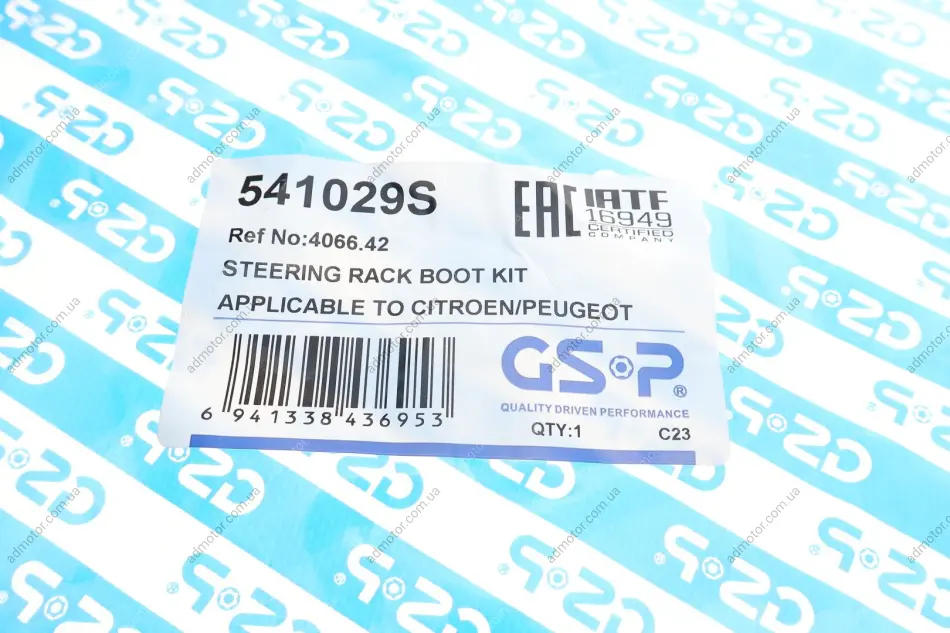 541029S
EAC
IATF
16949
CERTIFIED
COMPANY
Ref No:4066.42
STEERING RACK BOOT KIT
APPLICABLE TO CITROEN/PEUGEOT
GSP®
QUALITY DRIVEN PERFORMANCE
6 941338 436953
QTY:1 C23
admotor.com.ua